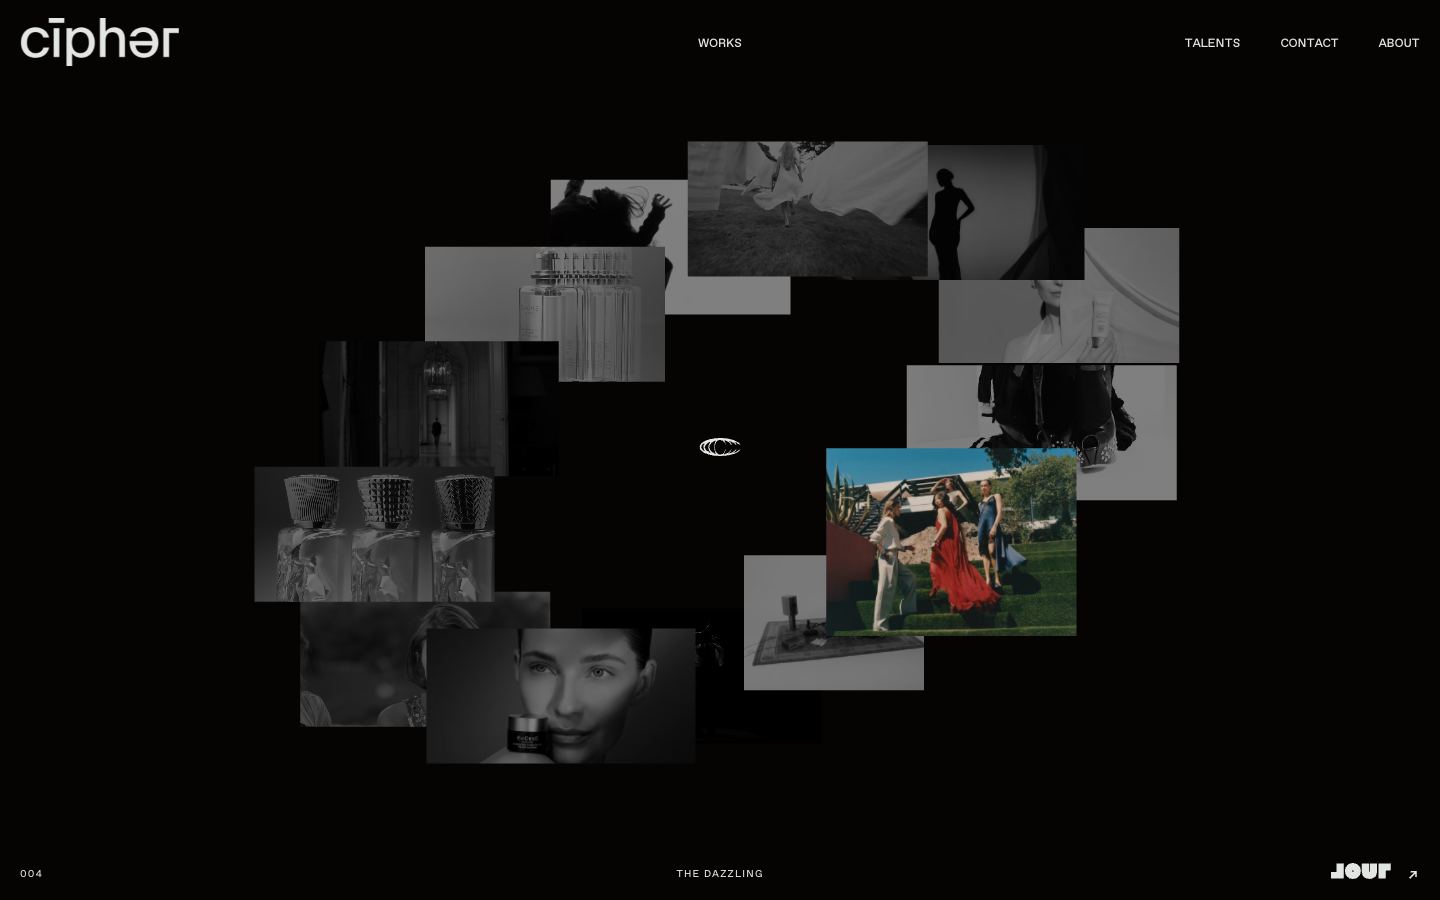 cīphər
WORKS
TALENTS
CONTACT
ABOUT
004
THE DAZZLING
JOUR